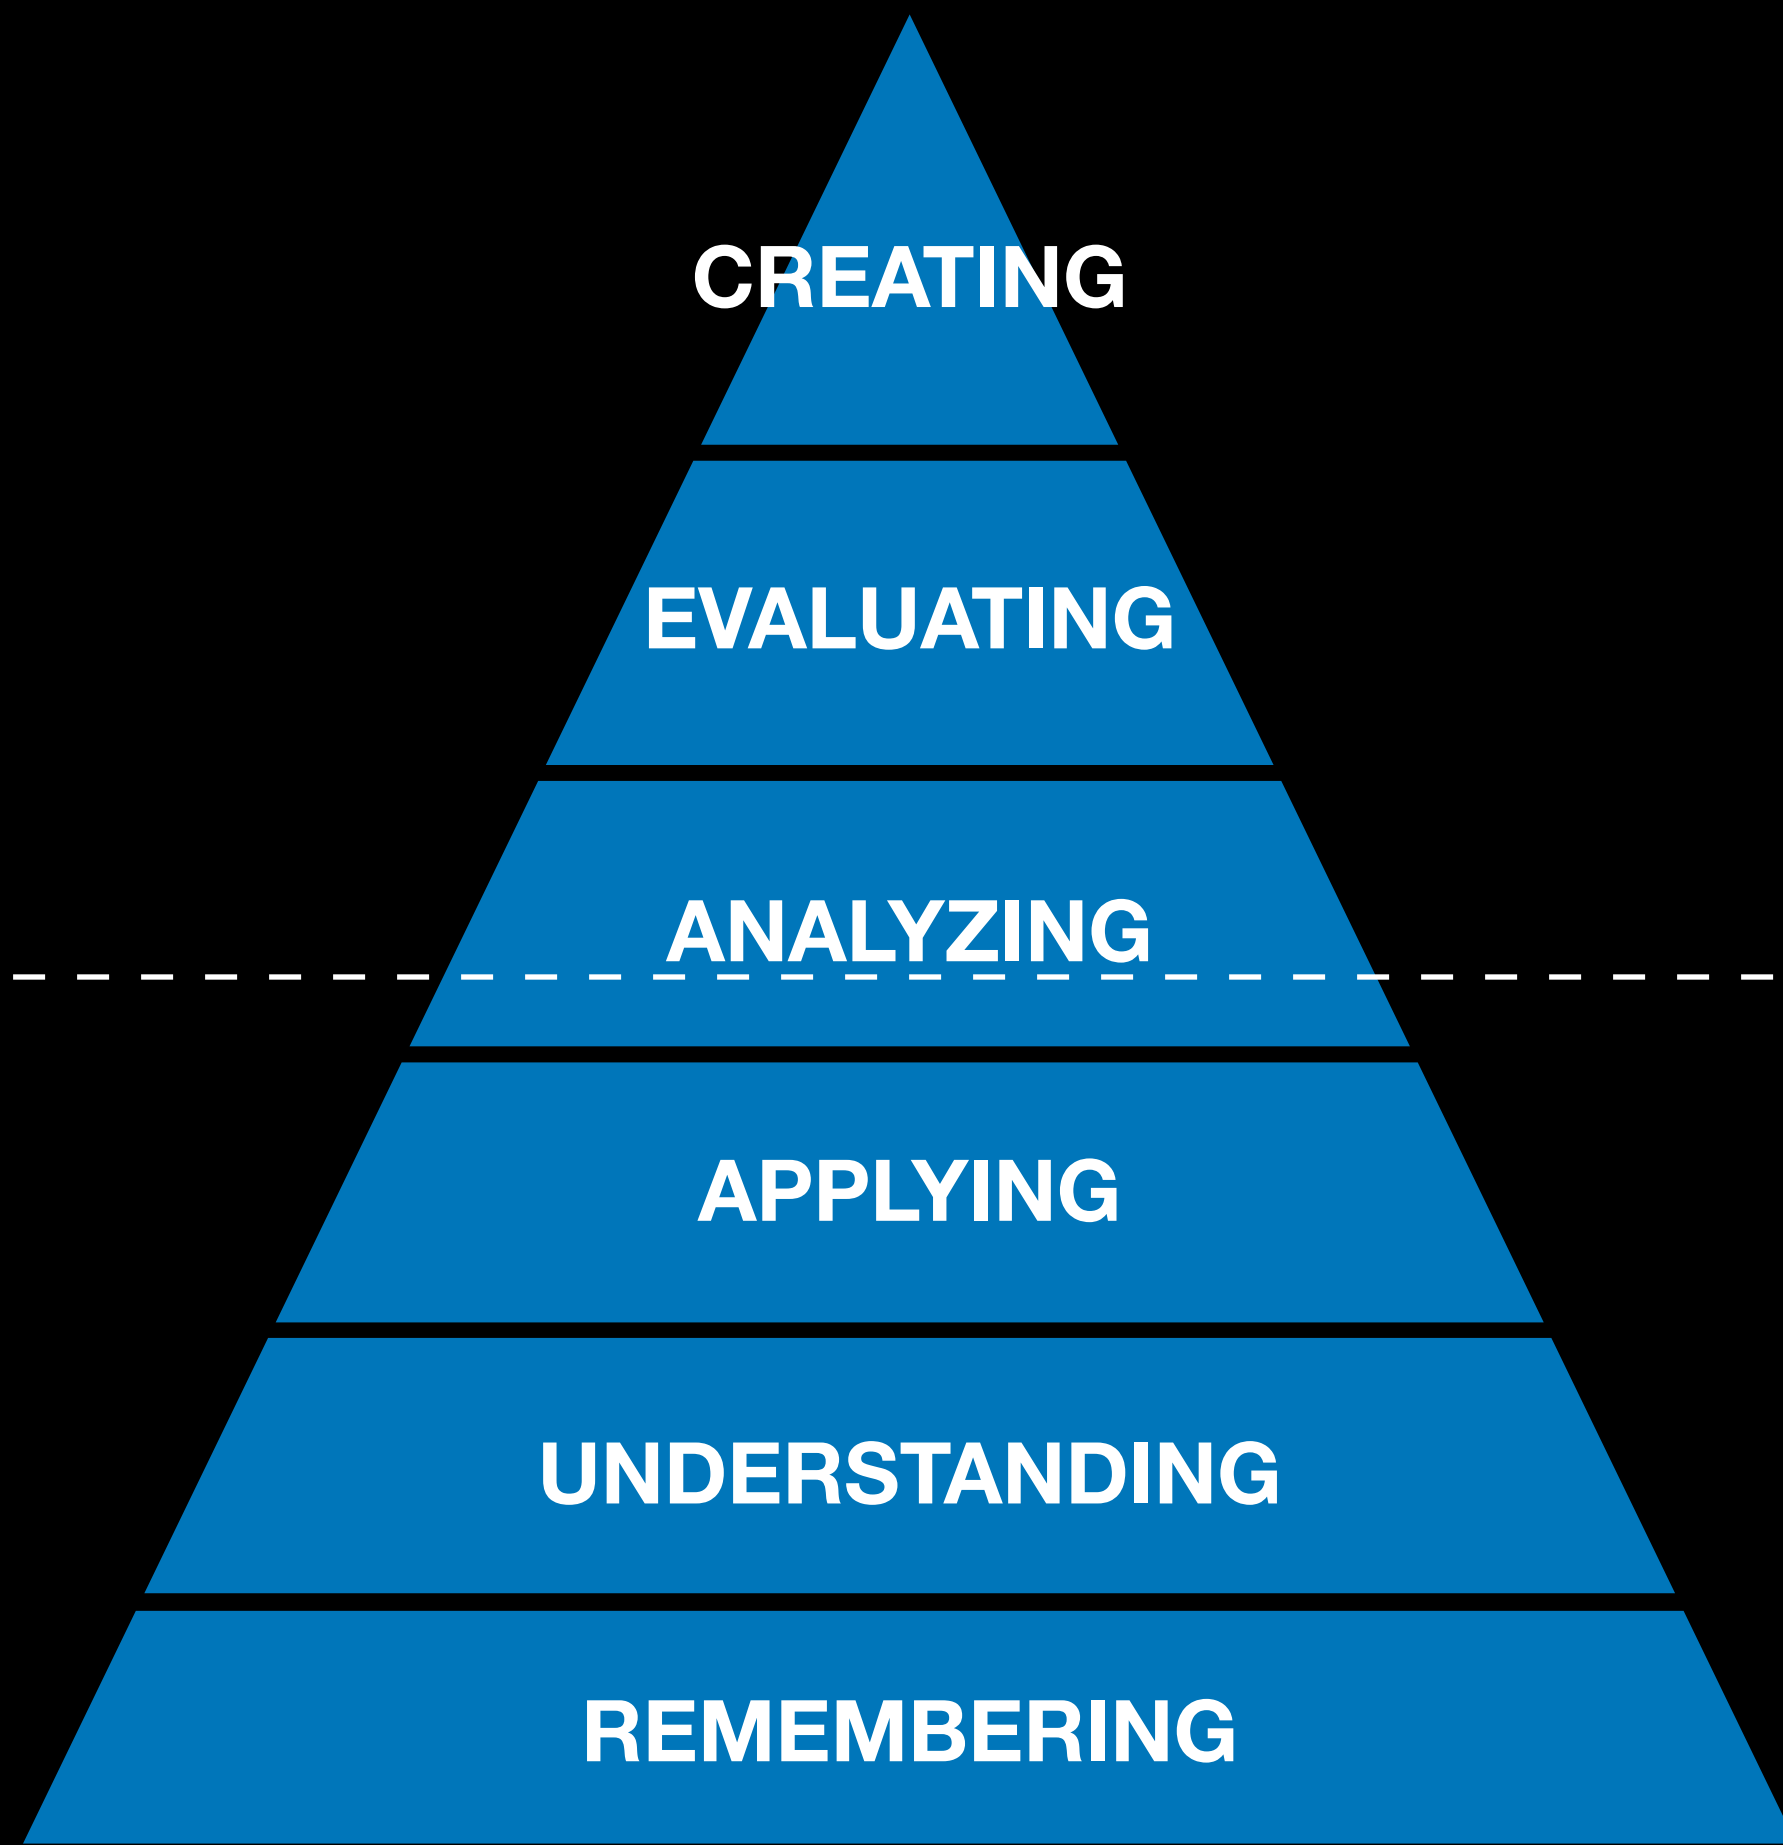 CREATING
EVALUATING
ANALYZING
APPLYING
UNDERSTANDING
REMEMBERING